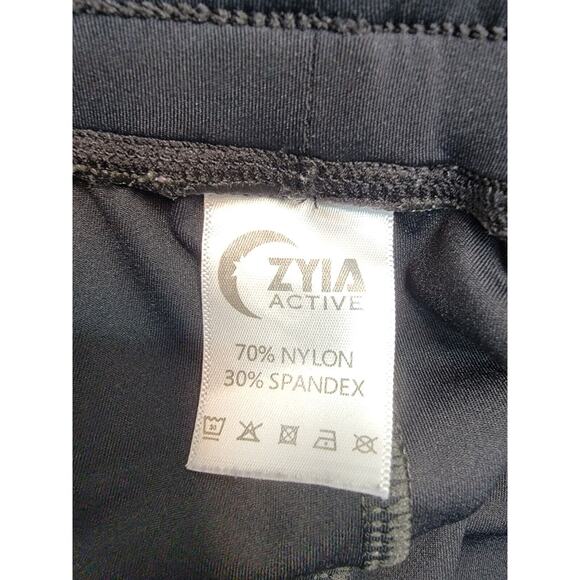 ZYIA
ACTIVE
70% NYLON
30% SPANDEX